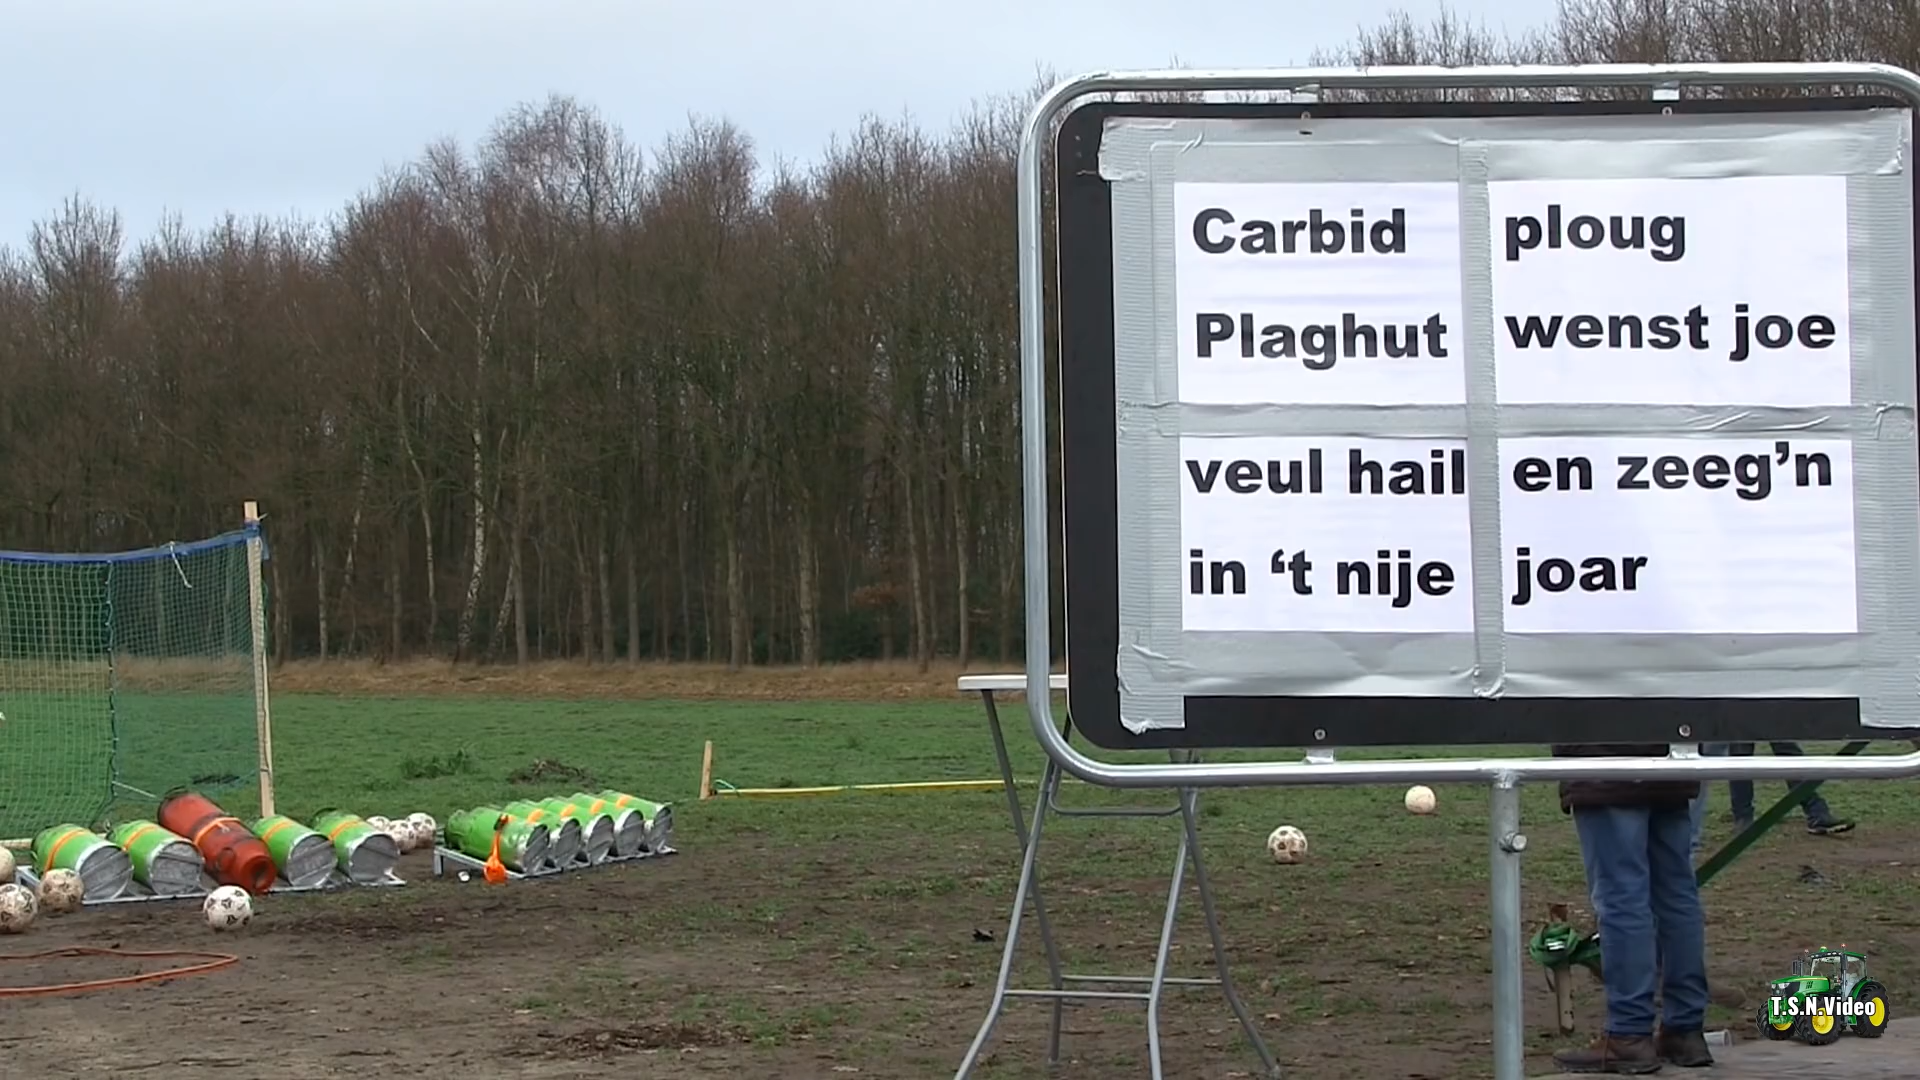 Carbid ploug
Plaghut wenst joe
veul hail en zeeg’n
in ‘t nije joar
T.S.N.Video